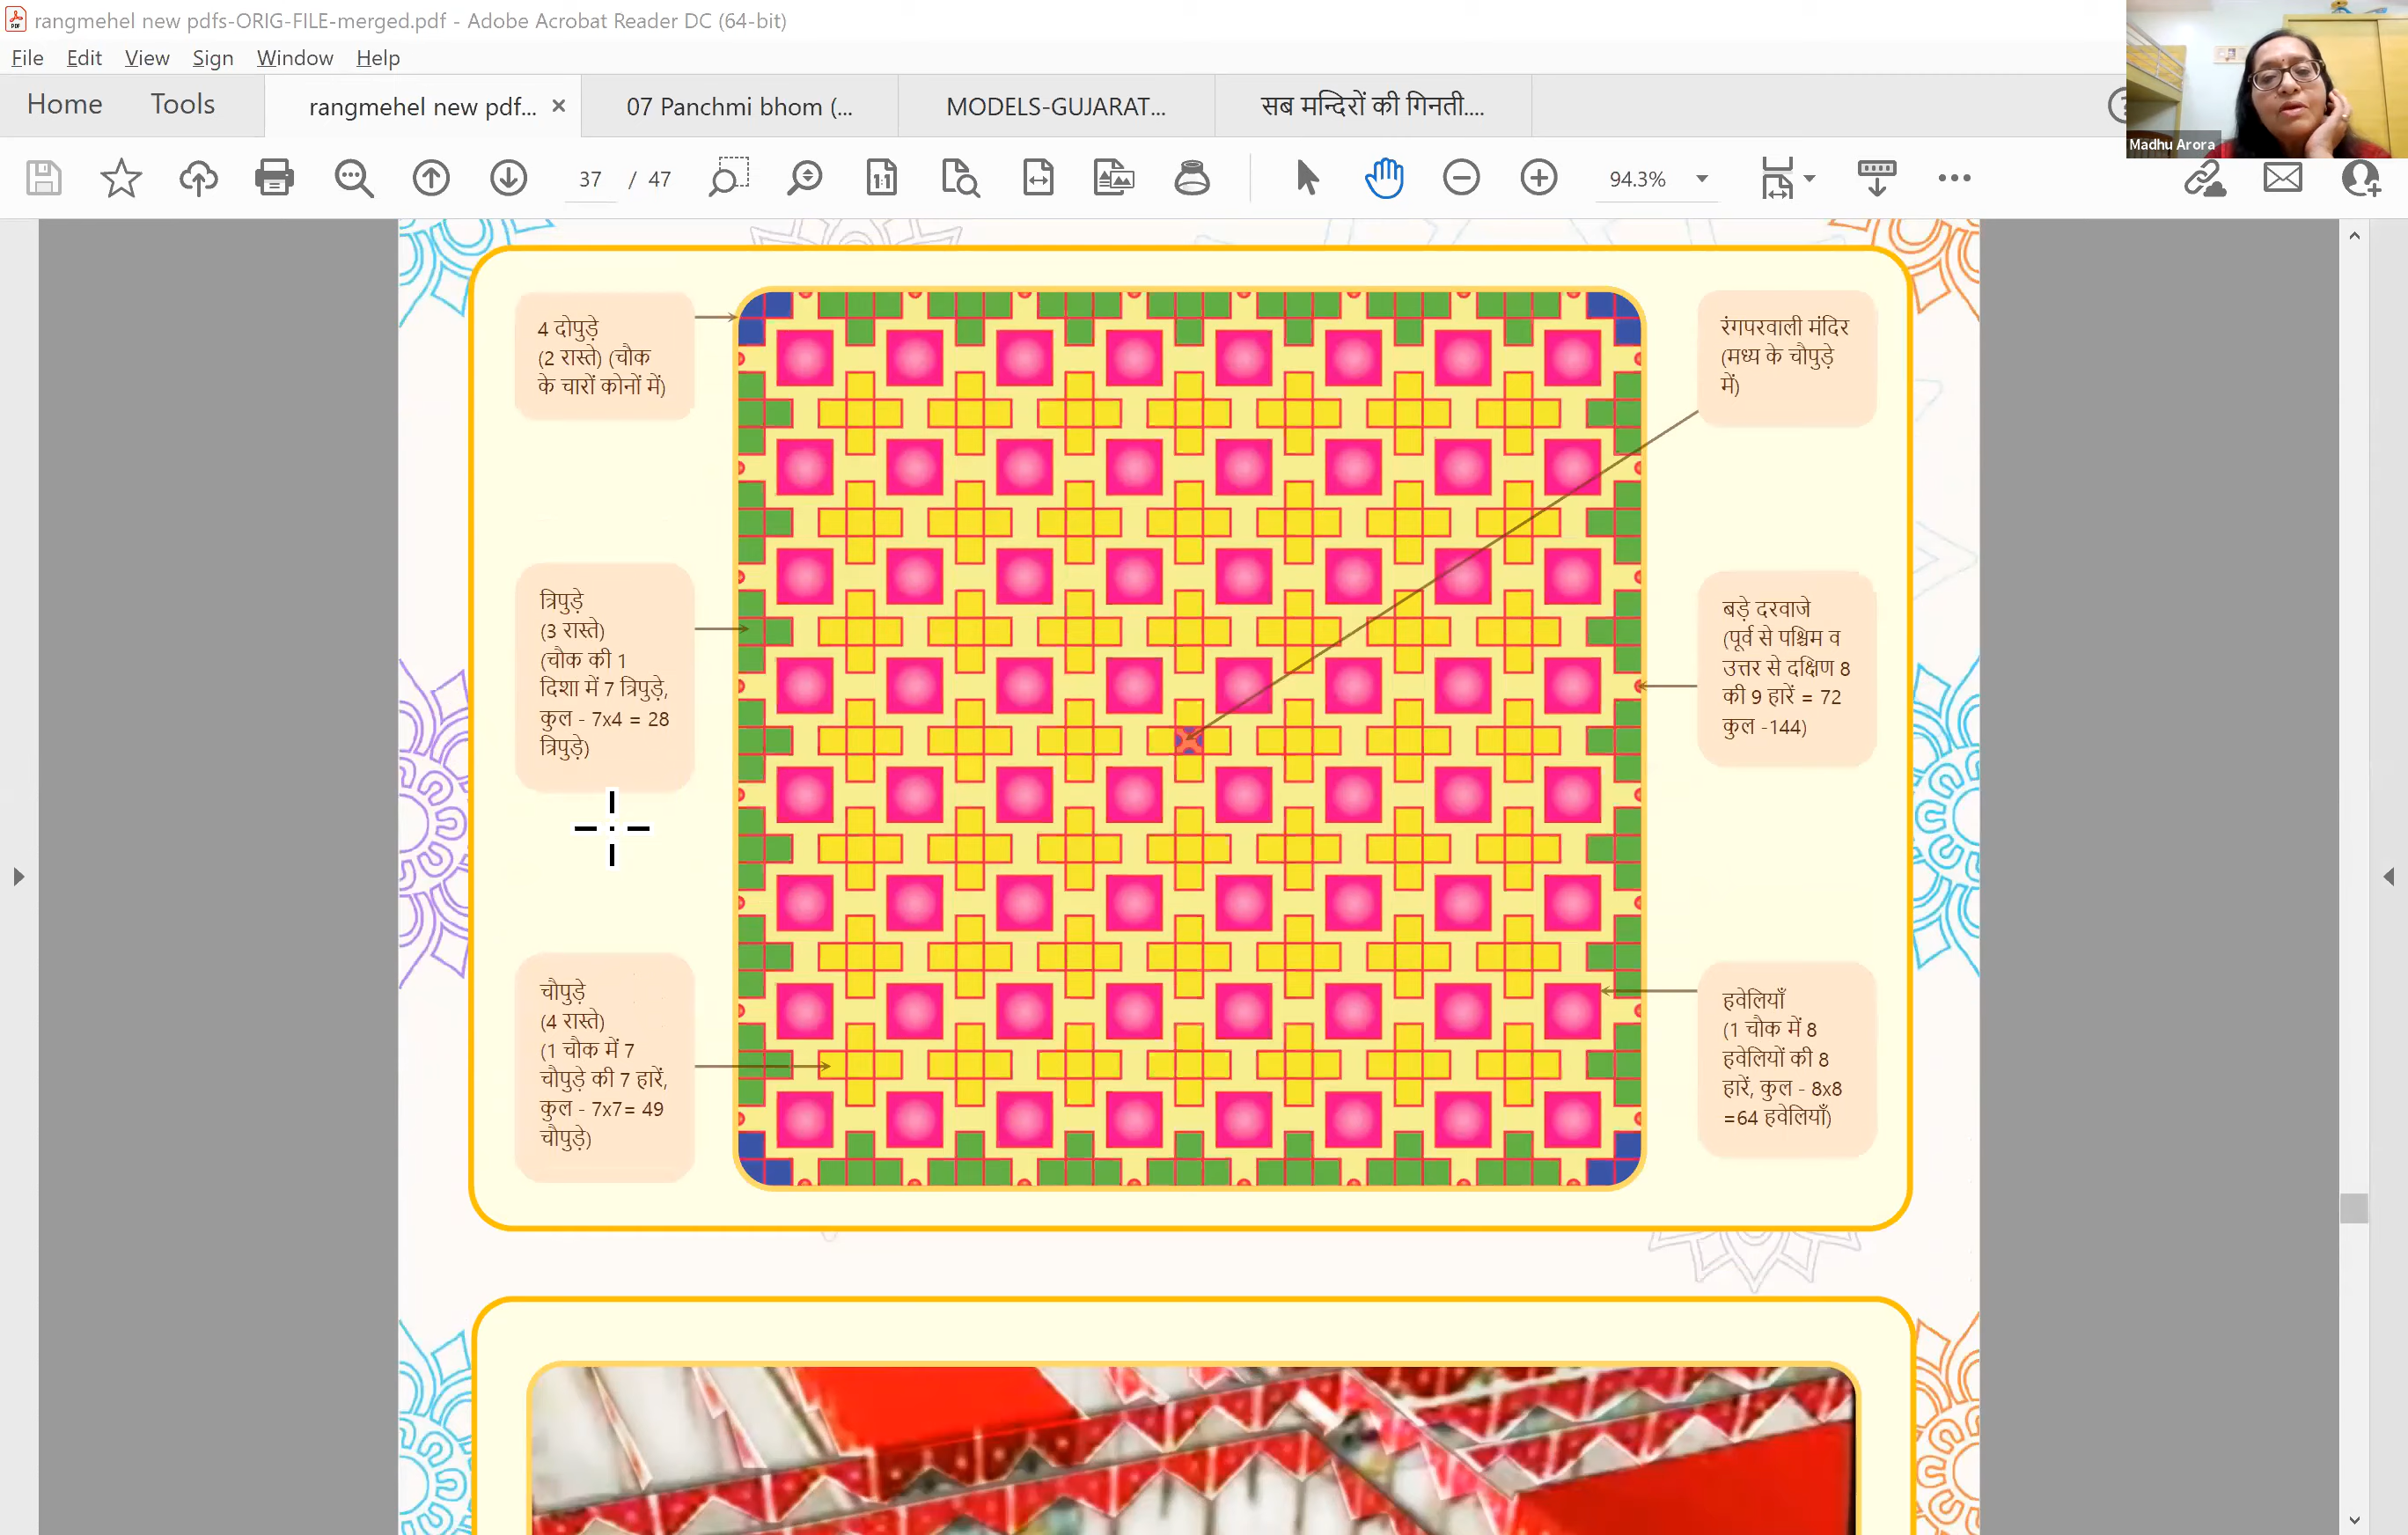 rangmehel new pdfs-ORIG-FILE-merged.pdf - Adobe Acrobat Reader DC (64-bit)
File Edit View Sign Window Help
Home Tools rangmehel new pdf... 07 Panchmi bhom (... MODELS-GUJARAT... सब मन्दिरों की गिनती....
37 / 47 94.3%
Madhu Arora
4 दोपुड़े
(2 रास्ते) (चौक
के चारों कोनों में)
त्रिपुड़े
(3 रास्ते)
(चौक की 1
दिशा में 7 त्रिपुड़े,
कुल - 7x4 = 28
त्रिपुड़े)
चौपुड़े
(4 रास्ते)
(1 चौक में 7
चौपुड़े की 7 हारें,
कुल - 7x7= 49
चौपुड़े)
रंगपरवाली मंदिर
(मध्य के चौपुड़े
में)
बड़े दरवाजे
(पूर्व से पश्चिम व
उत्तर से दक्षिण 8
की 9 हारें = 72
कुल -144)
हवेलियाँ
(1 चौक में 8
हवेलियों की 8
हारें, कुल - 8x8
=64 हवेलियाँ)